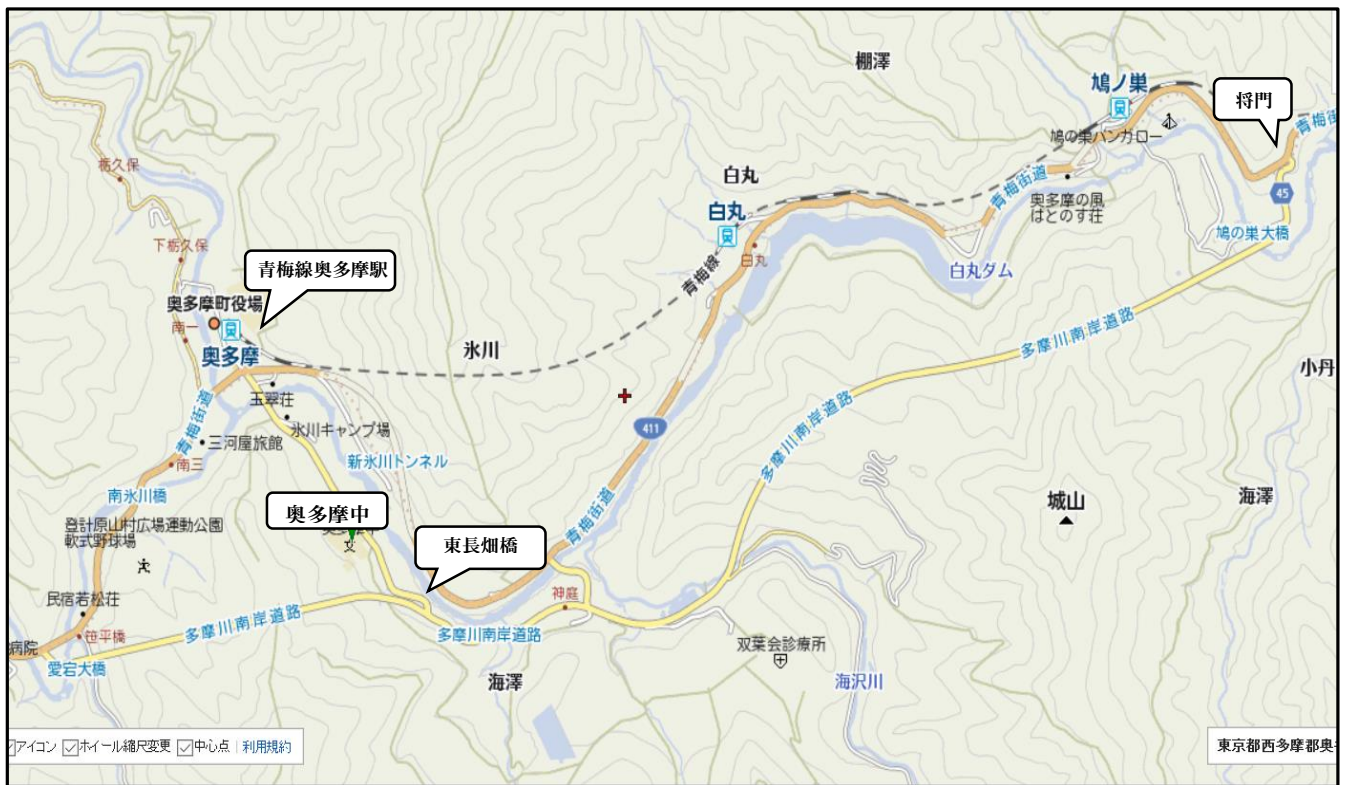 棚澤
鳩ノ巣
将門
青梅街
鳩の巣バンガロー
栃久保
白丸
青梅街道
奥多摩の風
はとのす荘
45
白丸
下栃久保
鳩の巣大橋
青梅線奥多摩駅
白丸
白丸ダム
青梅線
奥多摩町役場
南一
多摩川南岸道路
奥多摩
氷川
小丹
玉翠荘
青梅街道
多摩川南岸道路
氷川キャンプ場
411
三河屋旅館
新氷川トンネル
南三
南氷川橋
青梅街道
城山
海澤
奥多摩中
登計原山村広場運動公園
軟式野球場
東長畑橋
民宿若松荘
神庭
多摩川南岸道路
笹平橋
多摩川南岸道路
病院
双葉会診療所
愛宕大橋
海澤
海沢川
アイコン ホイール縮尺変更 中心点 | 利用規約
東京都西多摩郡奥